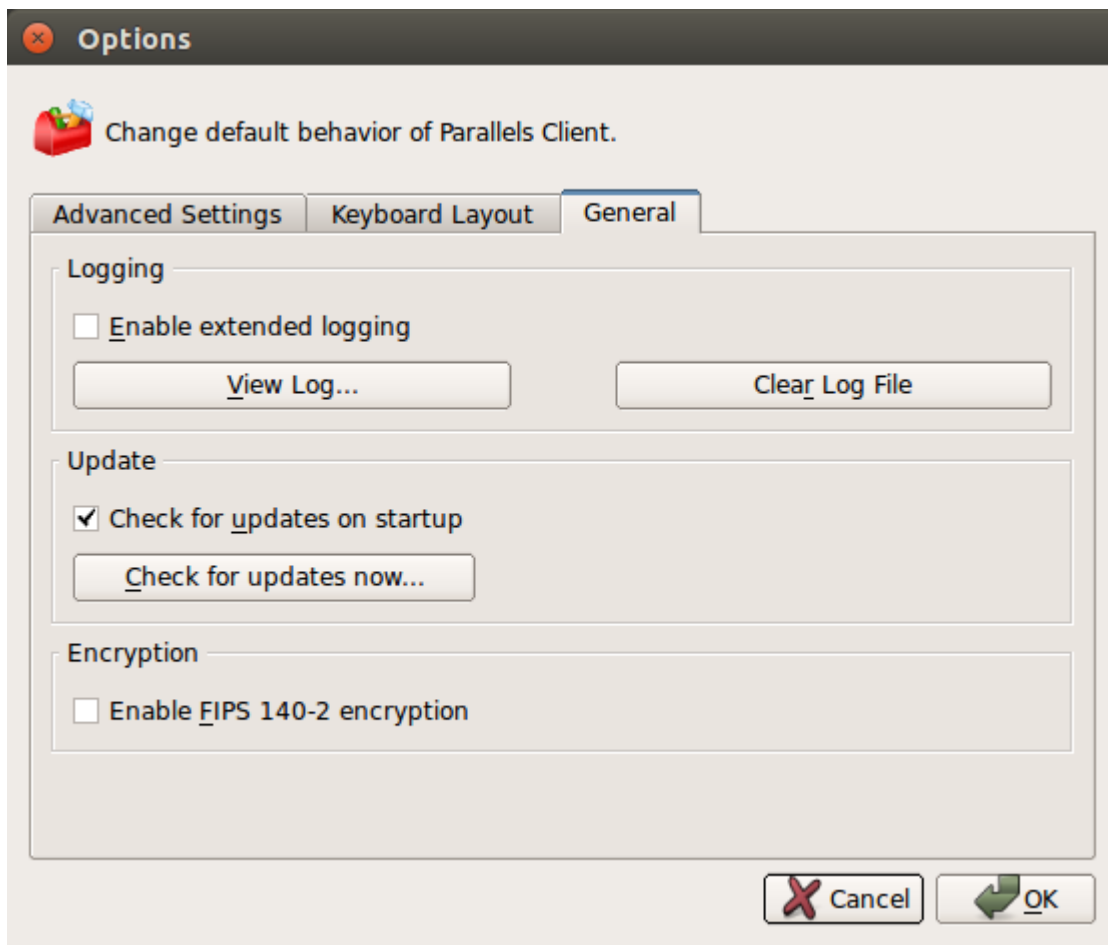 Options
Change default behavior of Parallels Client.
Advanced Settings Keyboard Layout General
Logging
Enable extended logging
View Log... Clear Log File
Update
Check for updates on startup
Check for updates now...
Encryption
Enable FIPS 140-2 encryption
Cancel OK